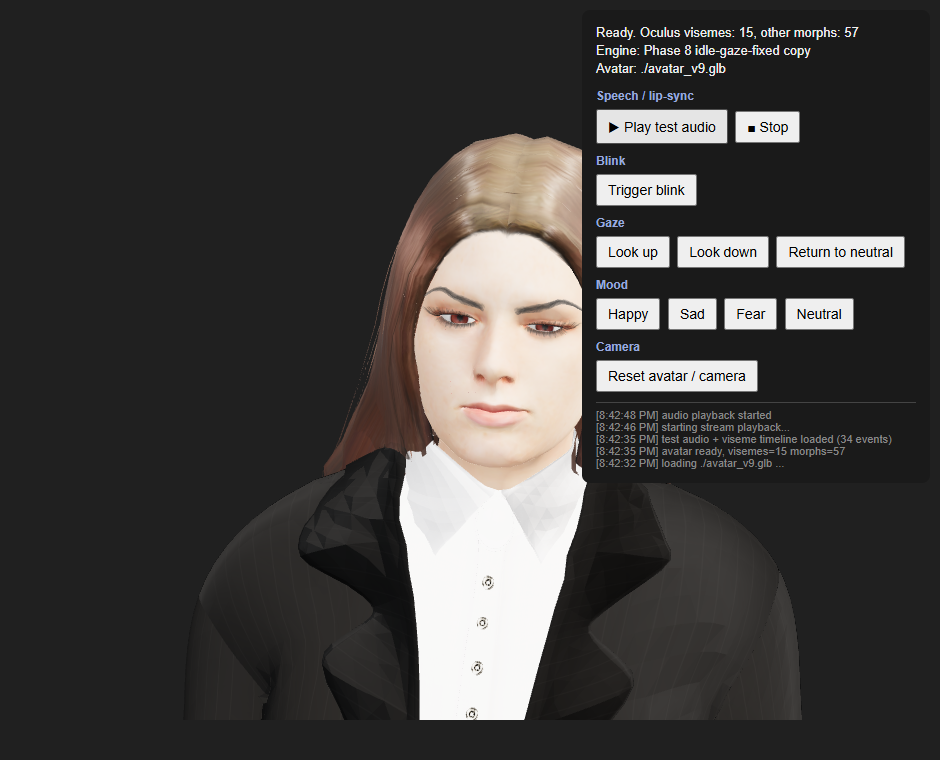 Ready. Oculus visemes: 15, other morphs: 57
Engine: Phase 8 idle-gaze-fixed copy
Avatar: ./avatar_v9.glb
Speech / lip-sync
▶ Play test audio ■ Stop
Blink
Trigger blink
Gaze
Look up Look down Return to neutral
Mood
Happy Sad Fear Neutral
Camera
Reset avatar / camera
[8:42:48 PM] audio playback started
[8:42:46 PM] starting stream playback...
[8:42:35 PM] test audio + viseme timeline loaded (34 events)
[8:42:35 PM] avatar ready, visemes=15 morphs=57
[8:42:32 PM] loading ./avatar_v9.glb ...